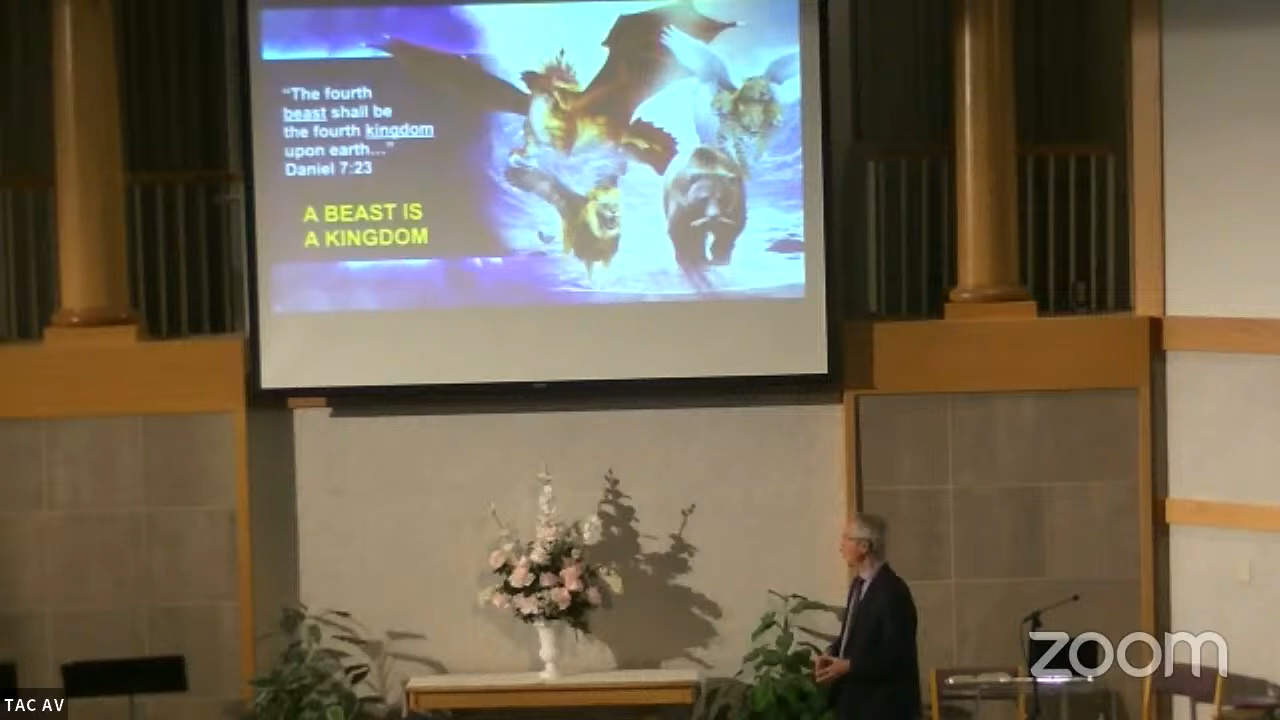 “The fourth
beast shall be
the fourth kingdom
upon earth...”
Daniel 7:23
A BEAST IS
A KINGDOM
zoom
TAC AV